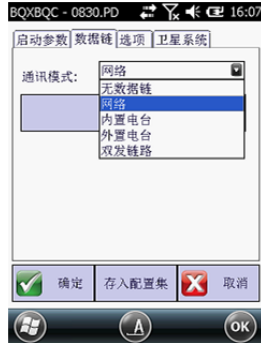 BQXBQC - 0830.PD 16:07
启动参数 数据链 选项 卫星系统
通讯模式: 网络
无数据链
网络
内置电台
外置电台
双发链路
确定 存入配置集 取消
A OK